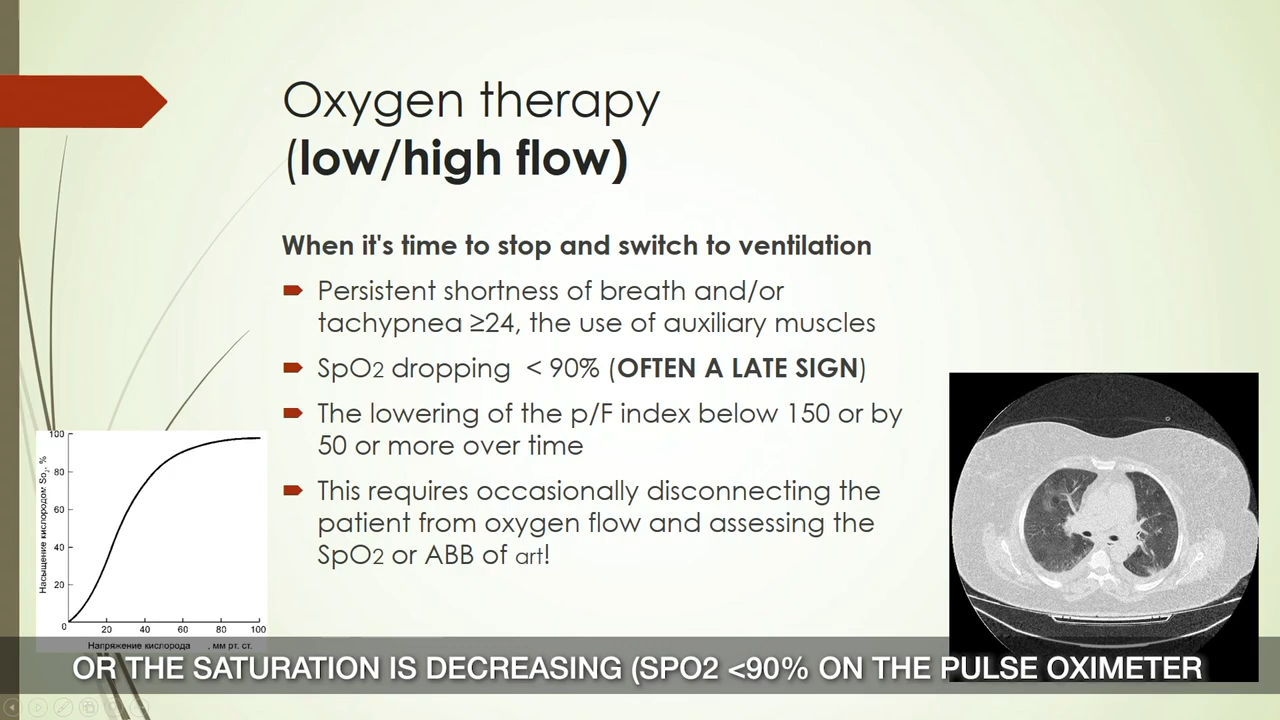 Oxygen therapy
(low/high flow)
When it's time to stop and switch to ventilation
Persistent shortness of breath and/or
tachypnea ≥24, the use of auxiliary muscles
SpO2 dropping < 90% (OFTEN A LATE SIGN)
The lowering of the p/F index below 150 or by
50 or more over time
This requires occasionally disconnecting the
patient from oxygen flow and assessing the
SpO2 or ABB of art!
Насыщение кислородом So₂, %
100
80
60
40
20
0
20 40 60 80 100
Напряжение кислорода , мм рт. ст.
OR THE SATURATION IS DECREASING (SPO2 <90% ON THE PULSE OXIMETER